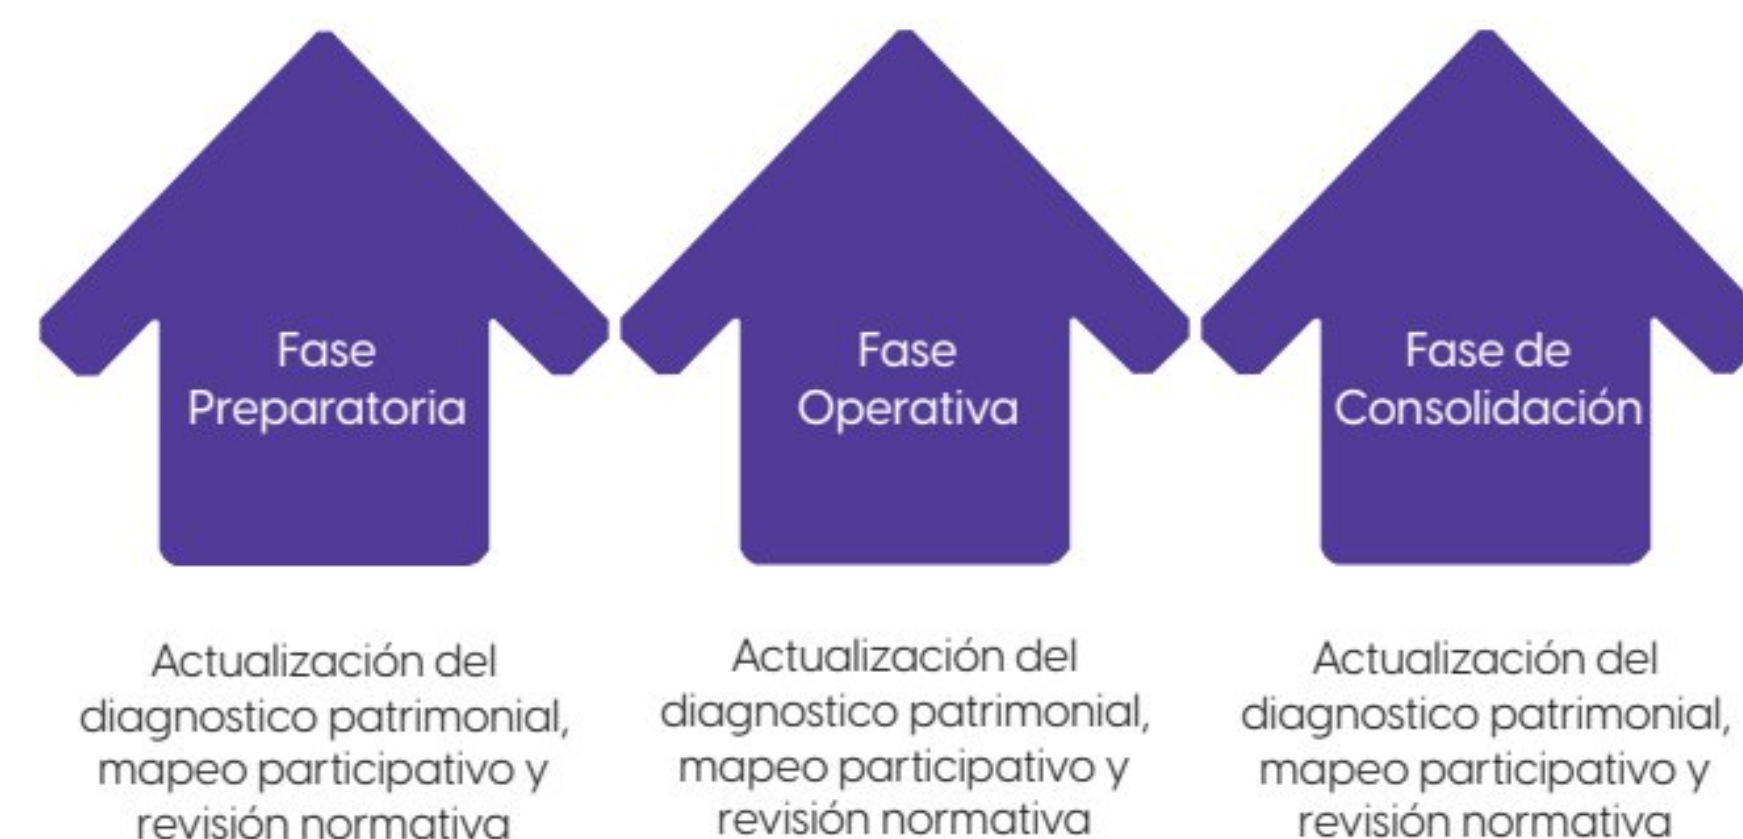 Fase
Preparatoria
Fase
Operativa
Fase de
Consolidación
Actualización del
diagnostico patrimonial,
mapeo participativo y
revisión normativa
Actualización del
diagnostico patrimonial,
mapeo participativo y
revisión normativa
Actualización del
diagnostico patrimonial,
mapeo participativo y
revisión normativa